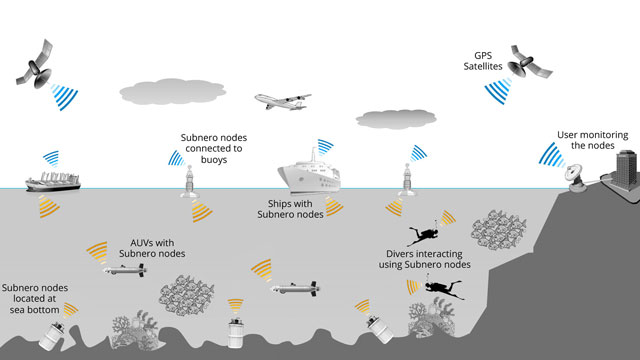 GPS
Satellites
Subnero nodes
connected to
buoys
User monitoring
the nodes
Ships with
Subnero nodes
AUVs with
Subnero nodes
Divers interacting
using Subnero nodes
Subnero nodes
located at
sea bottom